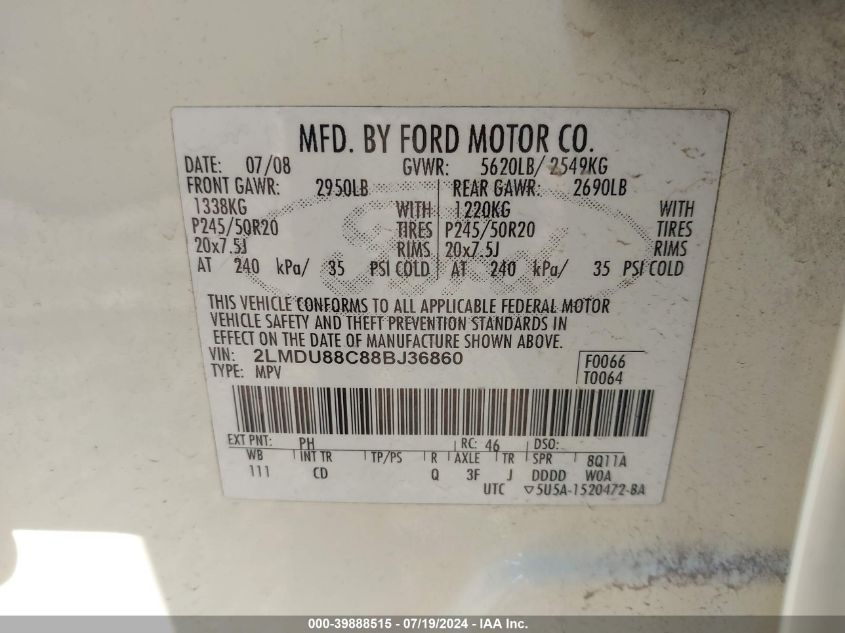 MFD. BY FORD MOTOR CO.
DATE: 07/08 GVWR: 5620LB/ 2549KG
FRONT GAWR: 2950LB REAR GAWR: 2690LB
1338KG WITH 1220KG WITH
P245/50R20 TIRES P245/50R20 TIRES
20x7.5J RIMS 20x7.5J RIMS
AT 240 kPa/ 35 PSI COLD AT 240 kPa/ 35 PSI COLD
THIS VEHICLE CONFORMS TO ALL APPLICABLE FEDERAL MOTOR
VEHICLE SAFETY AND THEFT PREVENTION STANDARDS IN
EFFECT ON THE DATE OF MANUFACTURE SHOWN ABOVE.
VIN: 2LMDU88C88BJ36860 F0066
TYPE: MPV T0064
EXT PNT: PH RC: 46 DSO:
WB INT TR TP/PS R AXLE TR SPR 8Q11A
111 CD Q 3F J DDDD WOA
UTC ▽5U5A-1520472-BA
000-39888515 - 07/19/2024 - IAA Inc.